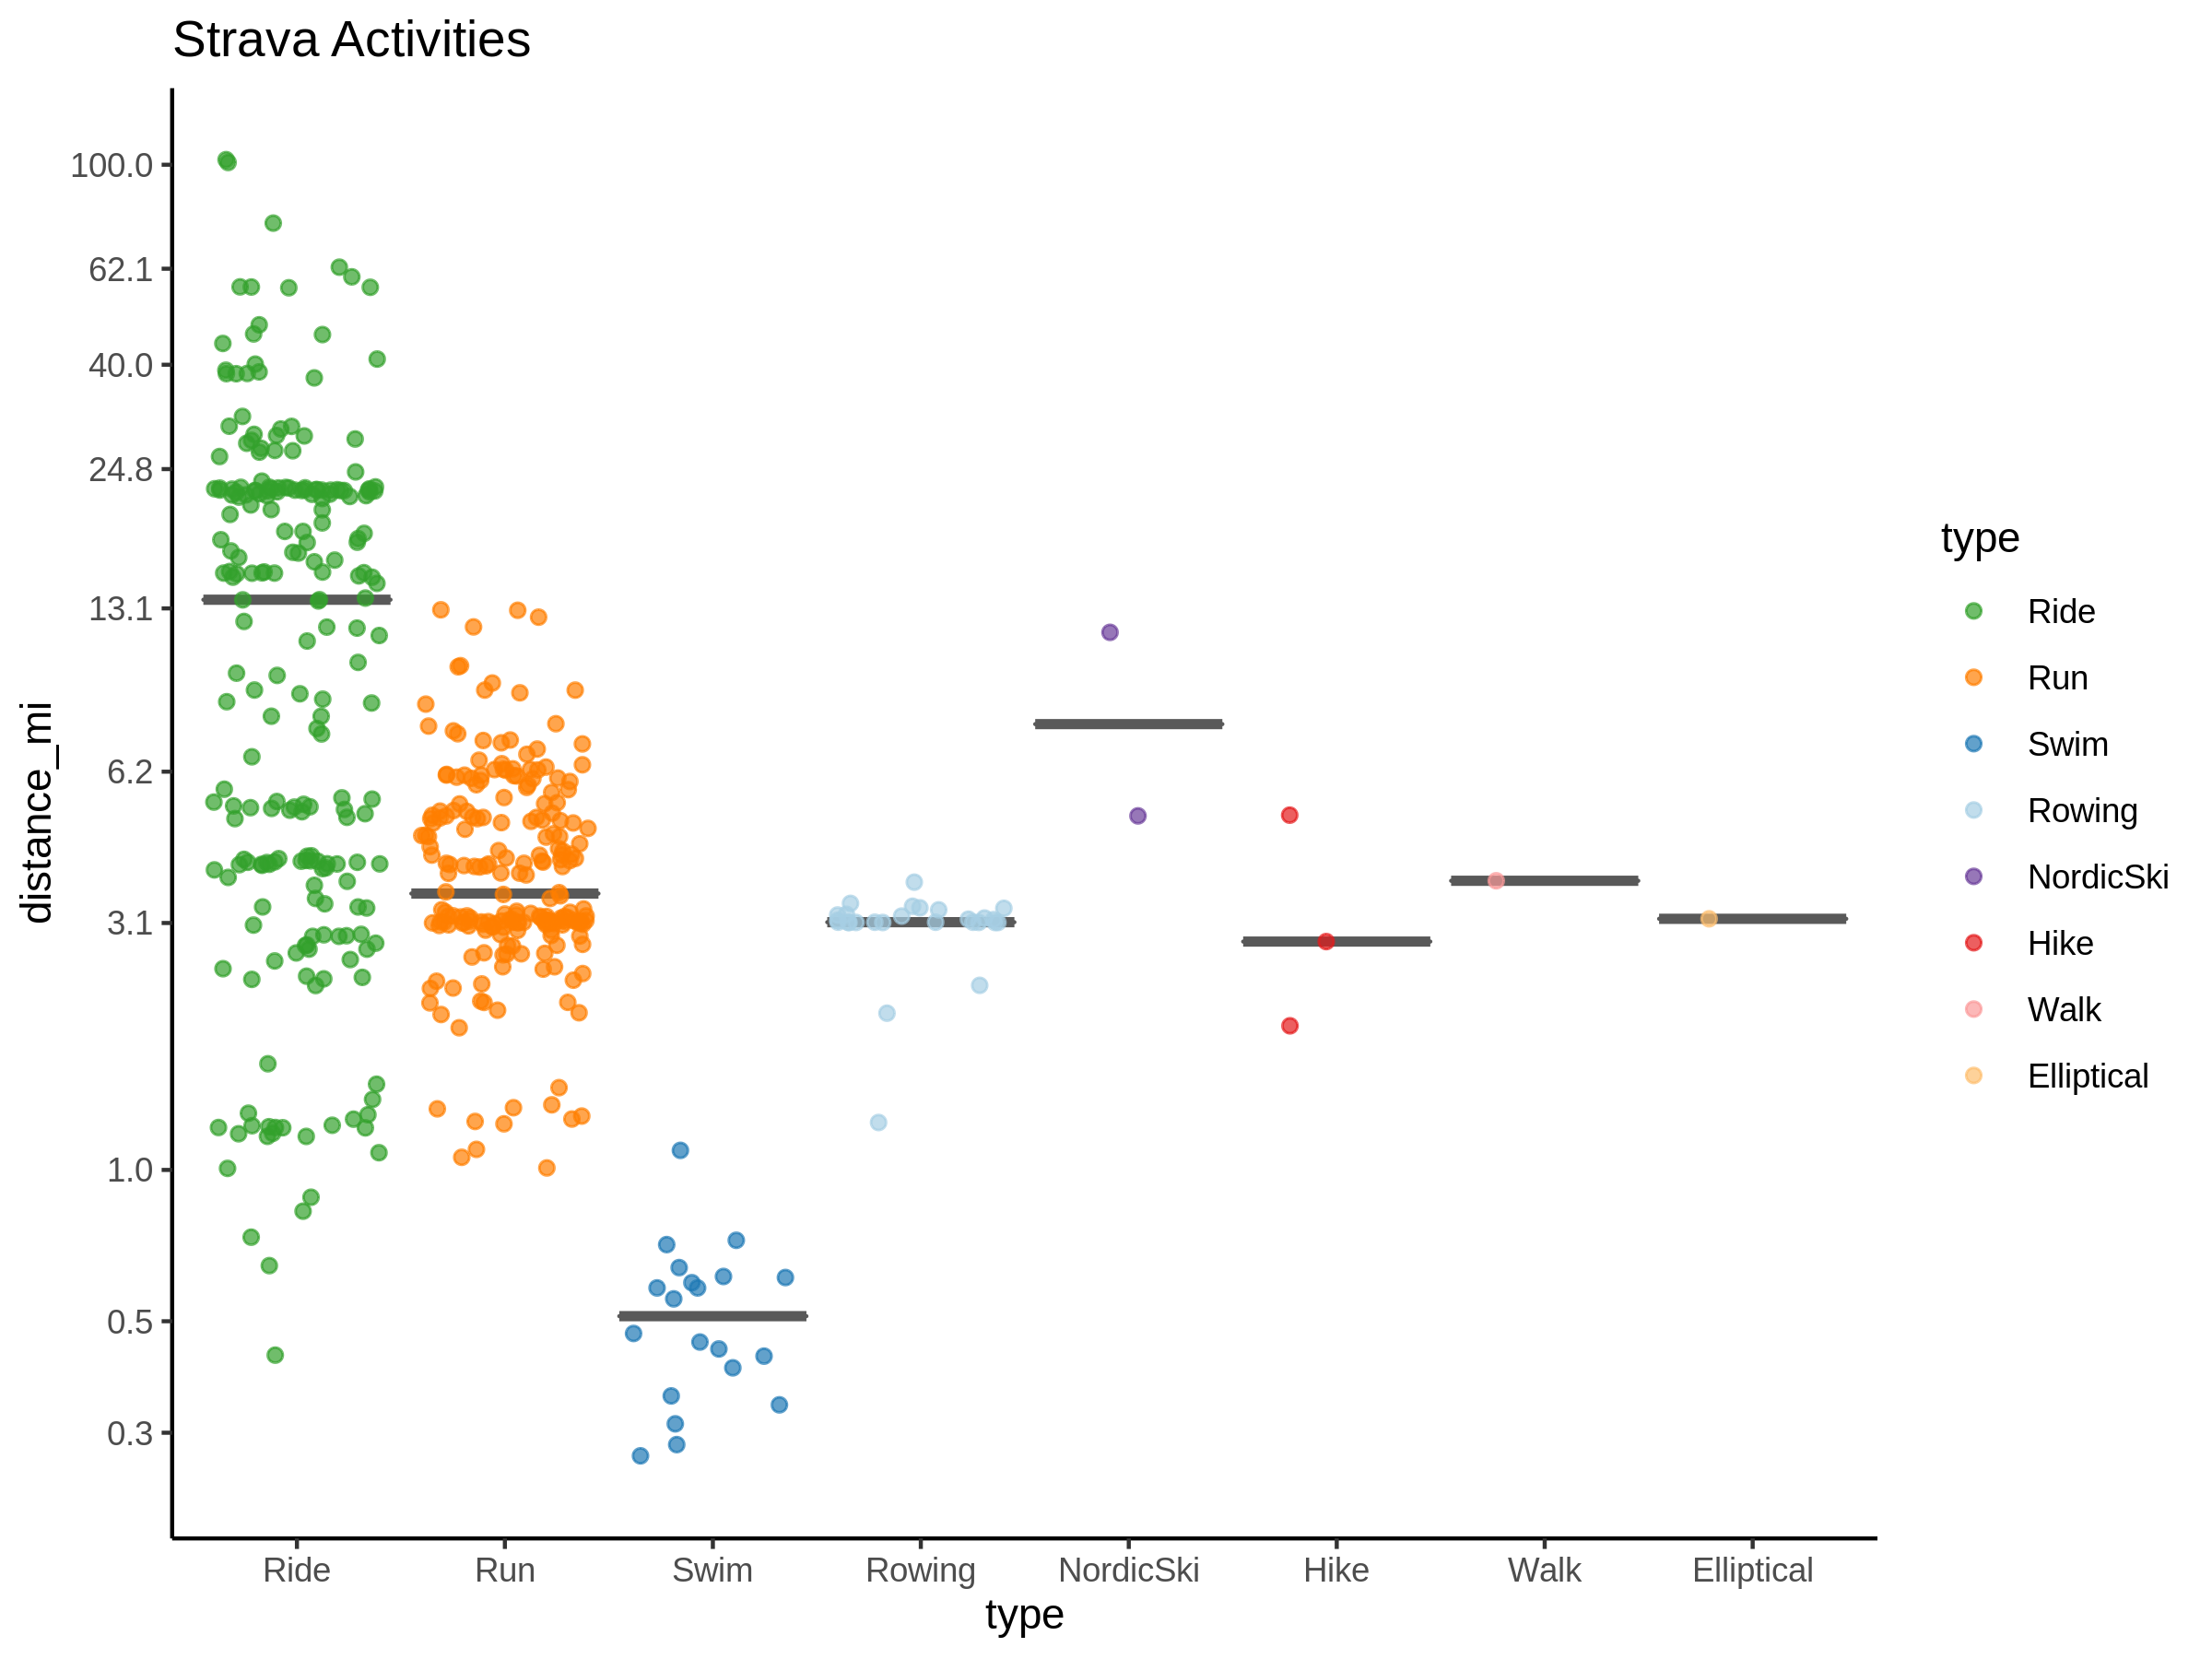 Strava Activities
distance_mi
100.0
62.1
40.0
24.8
13.1
6.2
3.1
1.0
0.5
0.3
Ride Run Swim Rowing NordicSki Hike Walk Elliptical
type
type
Ride
Run
Swim
Rowing
NordicSki
Hike
Walk
Elliptical